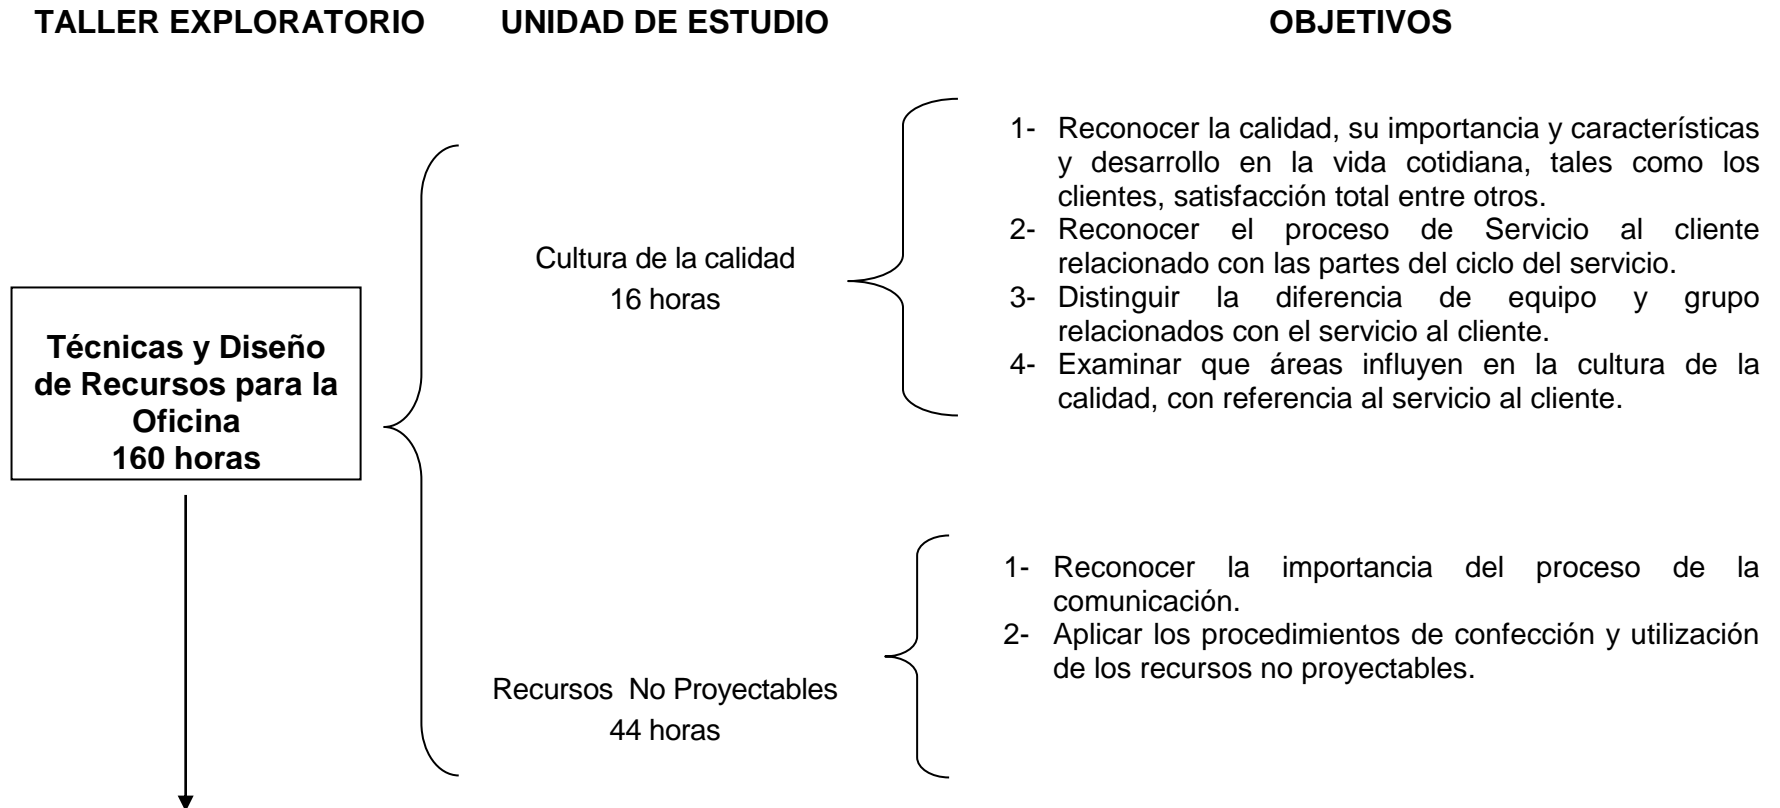 TALLER EXPLORATORIO UNIDAD DE ESTUDIO OBJETIVOS
Técnicas y Diseño
de Recursos para la
Oficina
160 horas
Cultura de la calidad
16 horas
1- Reconocer la calidad, su importancia y características
y desarrollo en la vida cotidiana, tales como los
clientes, satisfacción total entre otros.
2- Reconocer el proceso de Servicio al cliente
relacionado con las partes del ciclo del servicio.
3- Distinguir la diferencia de equipo y grupo
relacionados con el servicio al cliente.
4- Examinar que áreas influyen en la cultura de la
calidad, con referencia al servicio al cliente.
Recursos No Proyectables
44 horas
1- Reconocer la importancia del proceso de la
comunicación.
2- Aplicar los procedimientos de confección y utilización
de los recursos no proyectables.